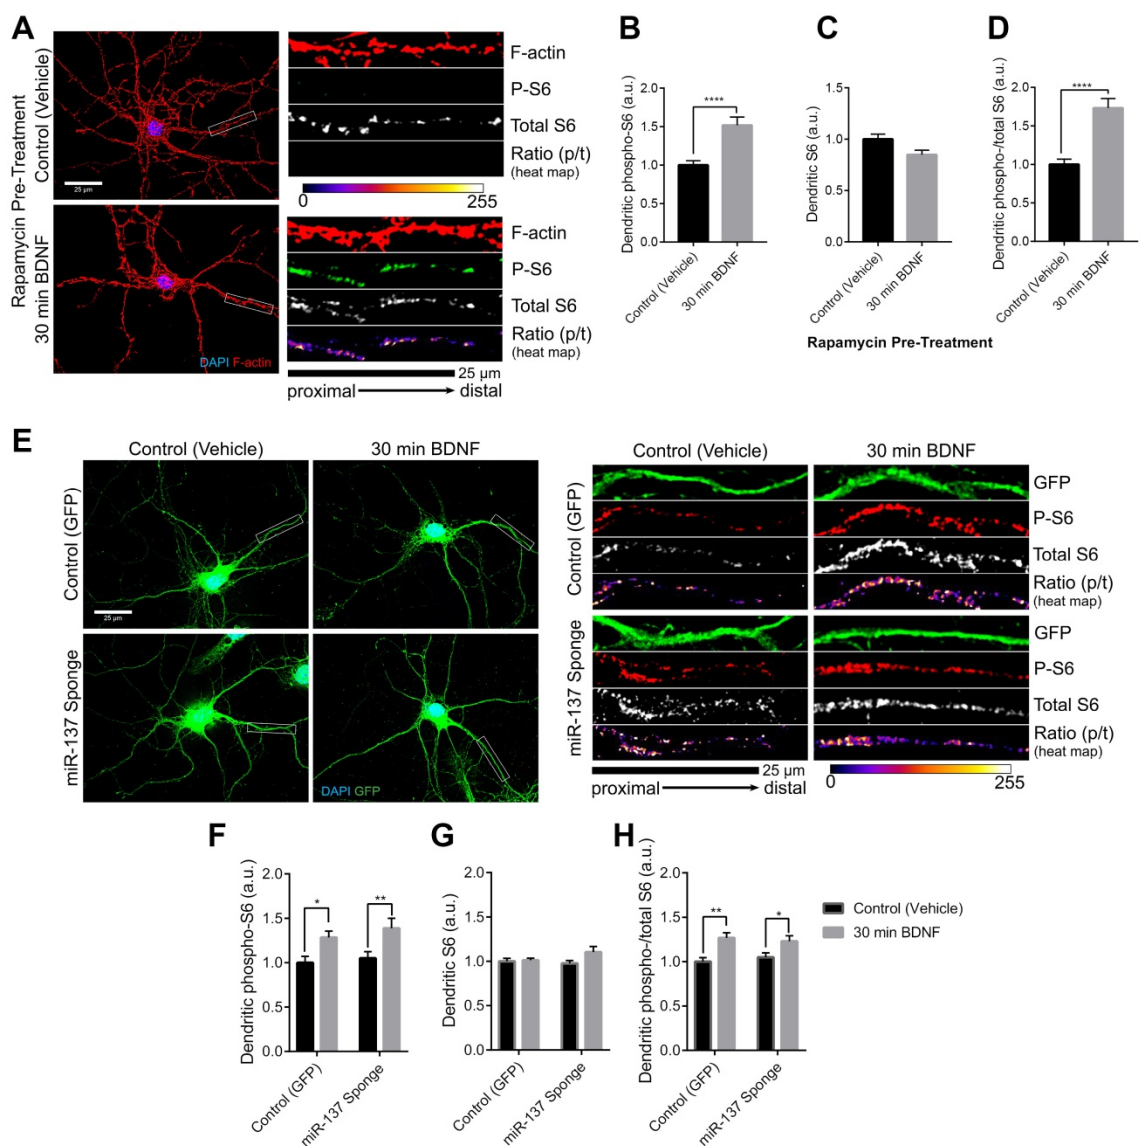 A
Rapamycin Pre-Treatment
Control (Vehicle)
30 min BDNF
25 µm
DAPI F-actin
F-actin
P-S6
Total S6
Ratio (p/t)
(heat map)
0 255
F-actin
P-S6
Total S6
Ratio (p/t)
(heat map)
25 µm
proximal distal
B
Dendritic phospho-S6 (a.u.)
2.0
1.5
1.0
0.5
0.0
****
Control (Vehicle)
30 min BDNF
C
Dendritic S6 (a.u.)
1.5
1.0
0.5
0.0
Control (Vehicle)
30 min BDNF
D
Dendritic phospho-/total S6 (a.u.)
2.0
1.5
1.0
0.5
0.0
****
Control (Vehicle)
30 min BDNF
Rapamycin Pre-Treatment
E
Control (Vehicle) 30 min BDNF
Control (GFP)
miR-137 Sponge
25 µm
DAPI GFP
Control (Vehicle) 30 min BDNF
Control (GFP)
GFP
P-S6
Total S6
Ratio (p/t)
(heat map)
miR-137 Sponge
GFP
P-S6
Total S6
Ratio (p/t)
(heat map)
25 µm
proximal distal
0 255
F
Dendritic phospho-S6 (a.u.)
2.0
1.5
1.0
0.5
0.0
*
**
Control (GFP)
miR-137 Sponge
G
Dendritic S6 (a.u.)
2.0
1.5
1.0
0.5
0.0
Control (GFP)
miR-137 Sponge
H
Dendritic phospho-/total S6 (a.u.)
2.0
1.5
1.0
0.5
0.0
**
*
Control (GFP)
miR-137 Sponge
Control (Vehicle)
30 min BDNF